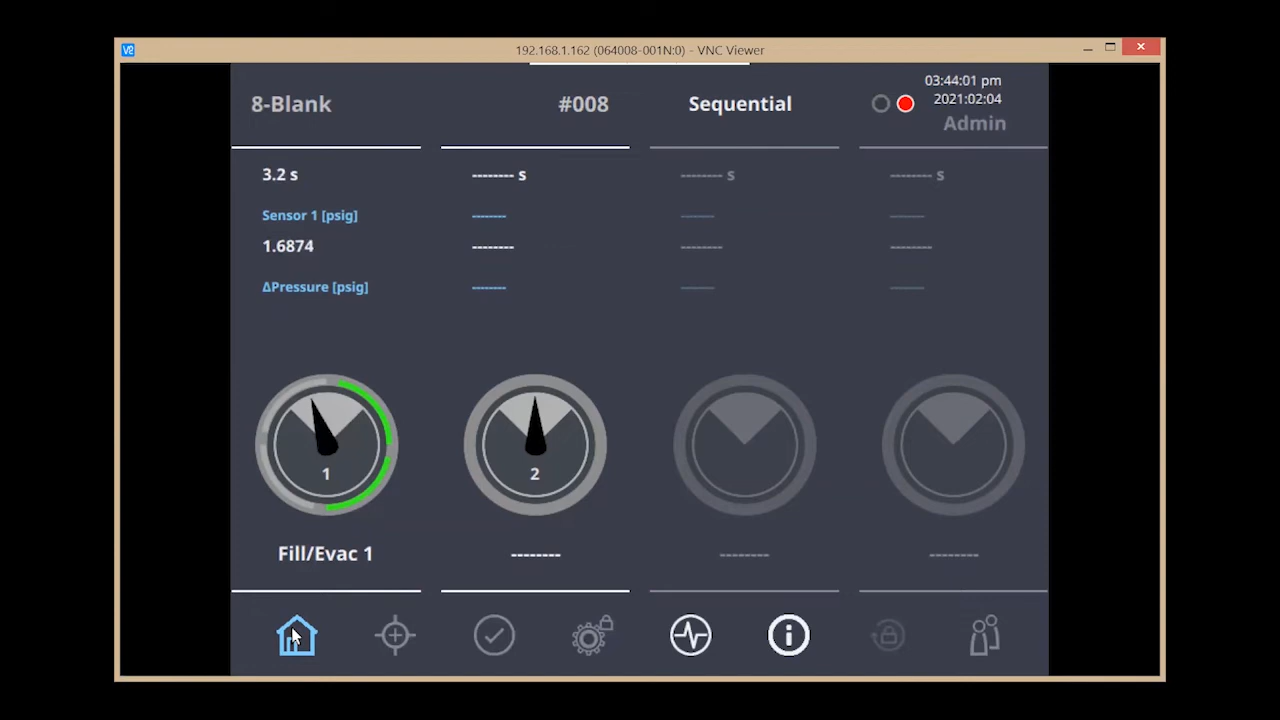 V2
192.168.1.162 (064008-001N:0) - VNC Viewer
8-Blank
#008
Sequential
03:44:01 pm
2021:02:04
Admin
3.2 s
-------- s
-------- s
-------- s
Sensor 1 [psig]
--------
--------
--------
1.6874
--------
--------
--------
ΔPressure [psig]
--------
--------
--------
1
2
Fill/Evac 1
--------
--------
--------